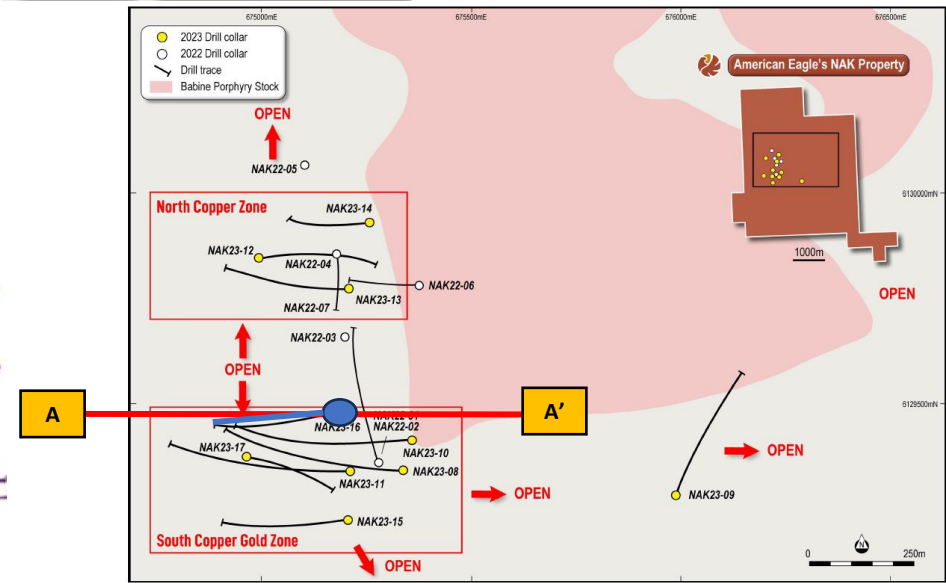 675000mE
675500mE
676000mE
676500mE
2023 Drill collar
2022 Drill collar
Drill trace
Babine Porphyry Stock
American Eagle's NAK Property
OPEN
NAK22-05
6130000mN
North Copper Zone
NAK23-14
NAK23-12
NAK22-04
1000m
NAK22-06
OPEN
NAK23-13
NAK22-07
NAK22-03
OPEN
A
A'
6129500mN
NAK23-16
NAK22-02
NAK23-17
NAK23-10
OPEN
NAK23-08
NAK23-11
OPEN
NAK23-09
NAK23-15
South Copper Gold Zone
N
0
250m
OPEN